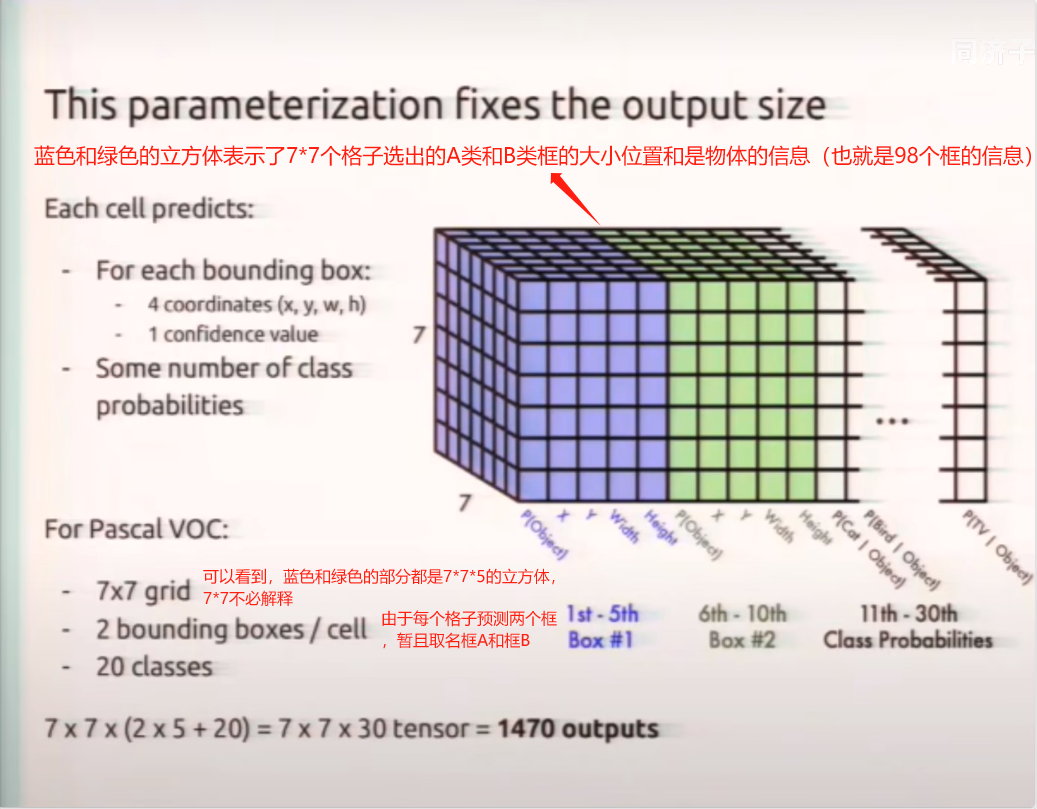 同济子
This parameterization fixes the output size
蓝色和绿色的立方体表示了7*7个格子选出的A类和B类框的大小位置和是物体的信息（也就是98个框的信息）
Each cell predicts:
- For each bounding box:
- 4 coordinates (x, y, w, h)
- 1 confidence value
- Some number of class
probabilities
7
7
...
P(Object)
X
Y
Width
Height
P(Object)
X
Y
Width
Height
P(Cat | Object)
P(Bird | Object)
P(TV | Object)
1st - 5th
Box #1
6th - 10th
Box #2
11th - 30th
Class Probabilities
For Pascal VOC:
- 7x7 grid
可以看到，蓝色和绿色的部分都是7*7*5的立方体，
7*7不必解释
- 2 bounding boxes / cell
由于每个格子预测两个框
，暂且取名框A和框B
- 20 classes
7 x 7 x (2 x 5 + 20) = 7 x 7 x 30 tensor = 1470 outputs